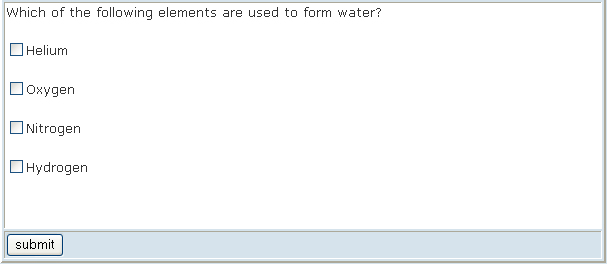 Which of the following elements are used to form water?
Helium
Oxygen
Nitrogen
Hydrogen
submit